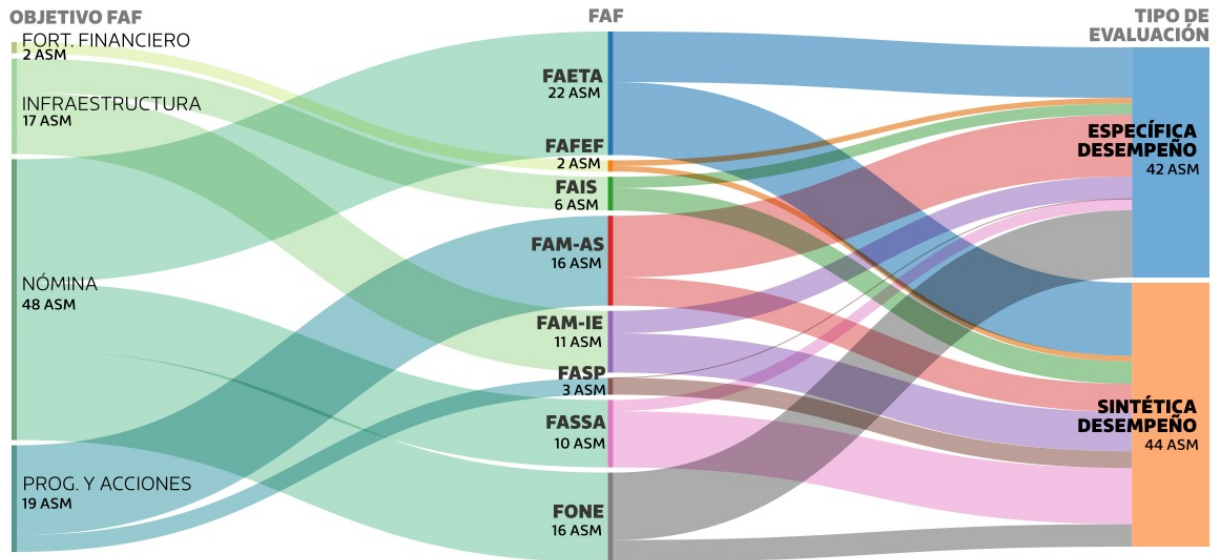 OBJETIVO FAF
FORT. FINANCIERO
2 ASM
INFRAESTRUCTURA
17 ASM
NÓMINA
48 ASM
PROG. Y ACCIONES
19 ASM
FAF
FAETA
22 ASM
FAFEF
2 ASM
FAIS
6 ASM
FAM-AS
16 ASM
FAM-IE
11 ASM
FASP
3 ASM
FASSA
10 ASM
FONE
16 ASM
TIPO DE
EVALUACIÓN
ESPECÍFICA
DESEMPEÑO
42 ASM
SINTÉTICA
DESEMPEÑO
44 ASM